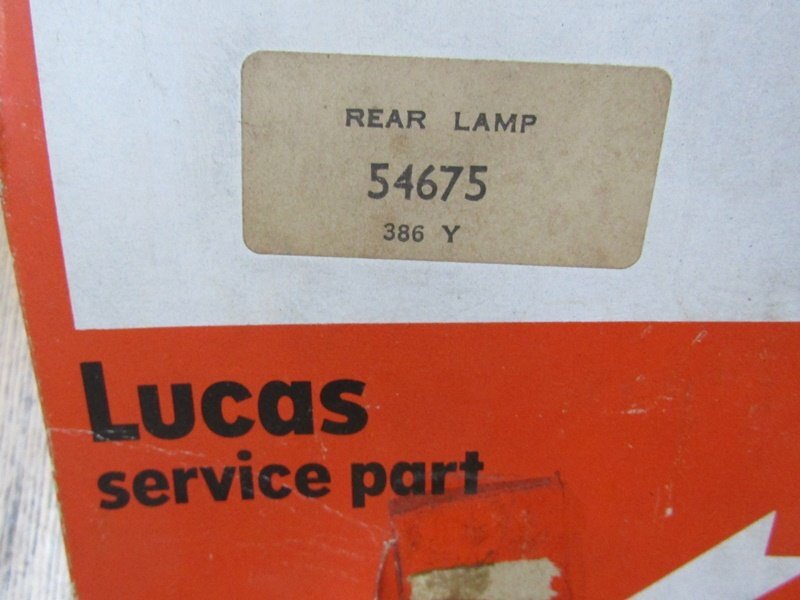 REAR LAMP
54675
386 Y
Lucas
service part